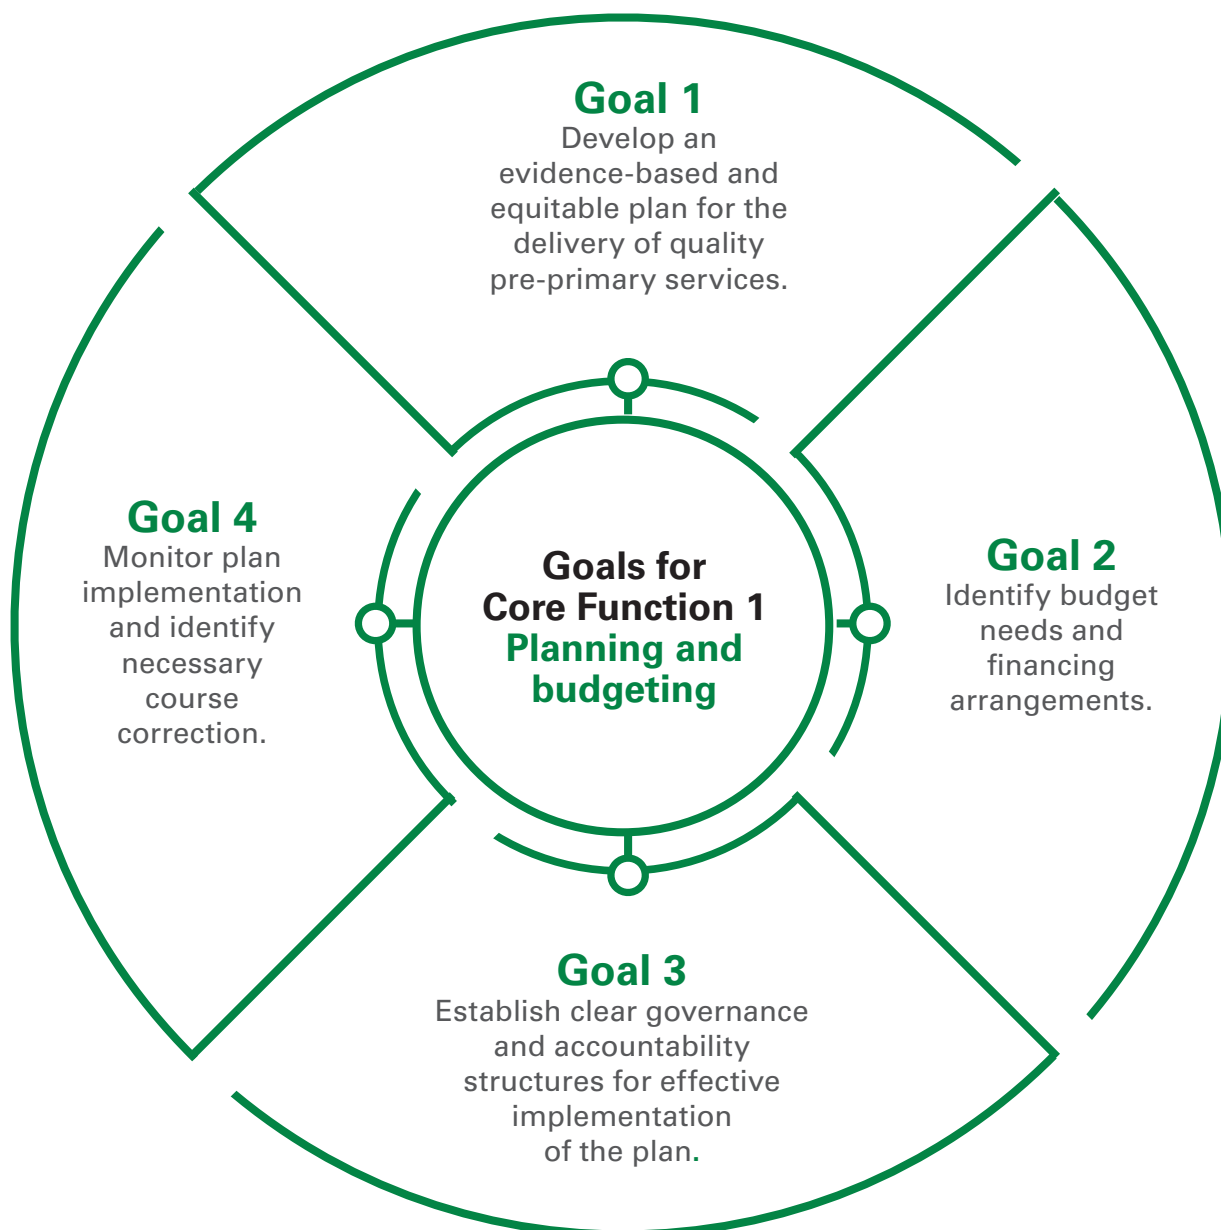 Goal 1
Develop an
evidence-based and
equitable plan for the
delivery of quality
pre-primary services.
Goal 4
Monitor plan
implementation
and identify
necessary
course
correction.
Goals for
Core Function 1
Planning and
budgeting
Goal 2
Identify budget
needs and
financing
arrangements.
Goal 3
Establish clear governance
and accountability
structures for effective
implementation
of the plan.